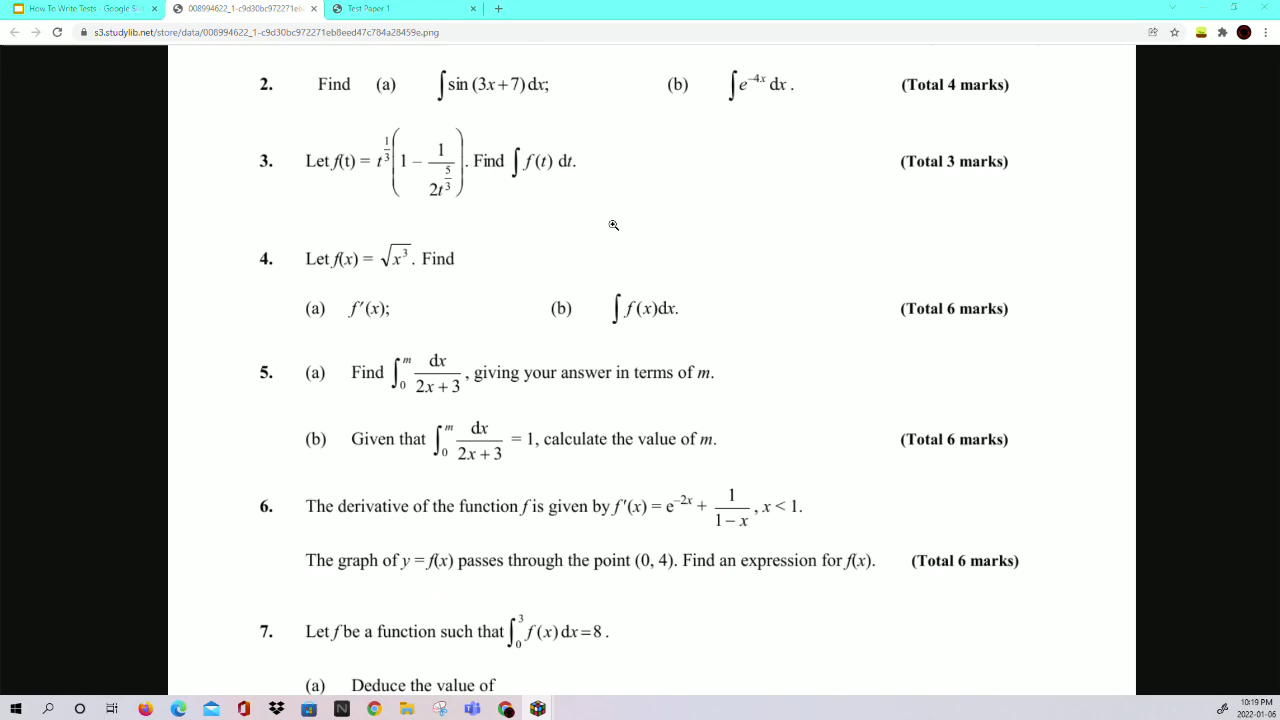 How To Write Tests - Google Sl
008994622_1-c9d30bc972271eb
Test Paper 1
s3.studylib.net/store/data/008994622_1-c9d30bc972271eb8eed47c784a28459e.png
2. Find (a) ∫ sin (3x + 7) dx; (b) ∫ e^{-4x} dx . (Total 4 marks)
3. Let f(t) = t^{1/3} (1 − 1/(2t^{5/3})). Find ∫ f(t) dt. (Total 3 marks)
4. Let f(x) = √(x^3) . Find
(a) f′(x); (b) ∫ f(x)dx. (Total 6 marks)
5. (a) Find ∫_0^m dx/(2x + 3), giving your answer in terms of m.
(b) Given that ∫_0^m dx/(2x + 3) = 1, calculate the value of m. (Total 6 marks)
6. The derivative of the function f is given by f′(x) = e^{–2x} + 1/(1 – x), x < 1.
The graph of y = f(x) passes through the point (0, 4). Find an expression for f(x). (Total 6 marks)
7. Let f be a function such that ∫_0^3 f(x) dx = 8 .
(a) Deduce the value of
10:19 PM
2022-01-06